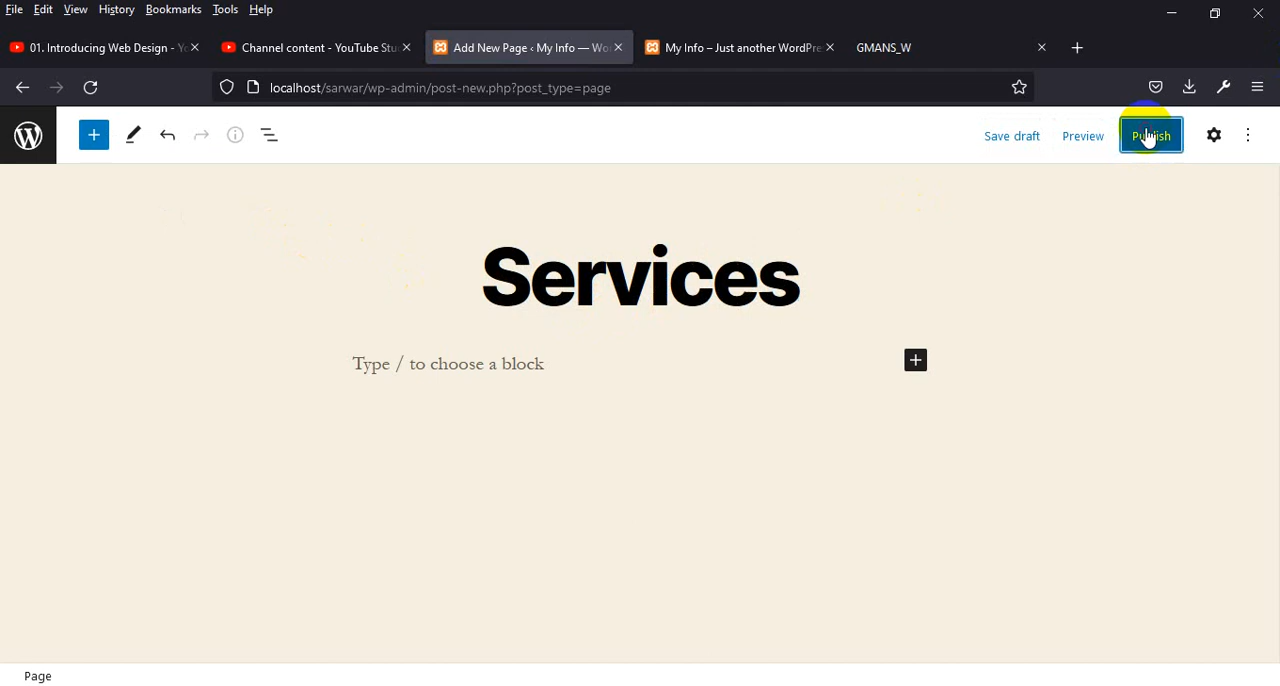 File Edit View History Bookmarks Tools Help
01. Introducing Web Design - Yo
Channel content - YouTube Stu
Add New Page ‹ My Info — Wo
My Info – Just another WordPre
GMANS_W
localhost/sarwar/wp-admin/post-new.php?post_type=page
Save draft
Preview
Publish
Services
Type / to choose a block
Page